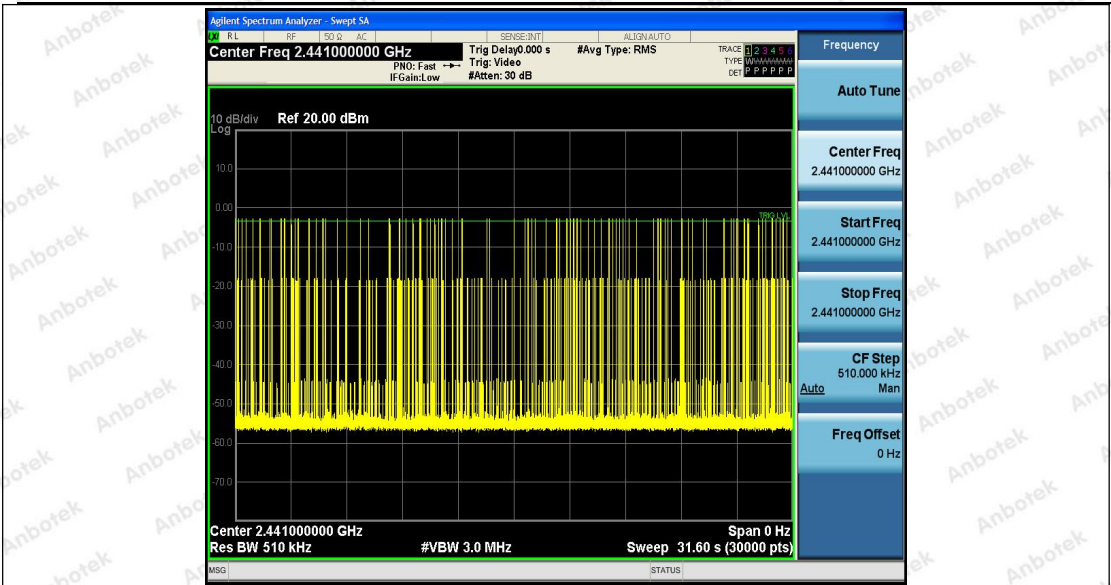 Agilent Spectrum Analyzer - Swept SA
LXI RL RF 50 Ω AC SENSE:INT ALIGNAUTO
Center Freq 2.441000000 GHz
PNO: Fast
IFGain:Low
Trig Delay0.000 s
Trig: Video
#Atten: 30 dB
#Avg Type: RMS
TRACE 1 2 3 4 5 6
TYPE
DET P P P P P P
10 dB/div
Log
Ref 20.00 dBm
10.0
0.00
-10.0
-20.0
-30.0
-40.0
-50.0
-60.0
-70.0
TRIG LVL
Center 2.441000000 GHz
Span 0 Hz
Res BW 510 kHz
#VBW 3.0 MHz
Sweep 31.60 s (30000 pts)
MSG
STATUS
Frequency
Auto Tune
Center Freq
2.441000000 GHz
Start Freq
2.441000000 GHz
Stop Freq
2.441000000 GHz
CF Step
510.000 kHz
Auto Man
Freq Offset
0 Hz
Anbotek